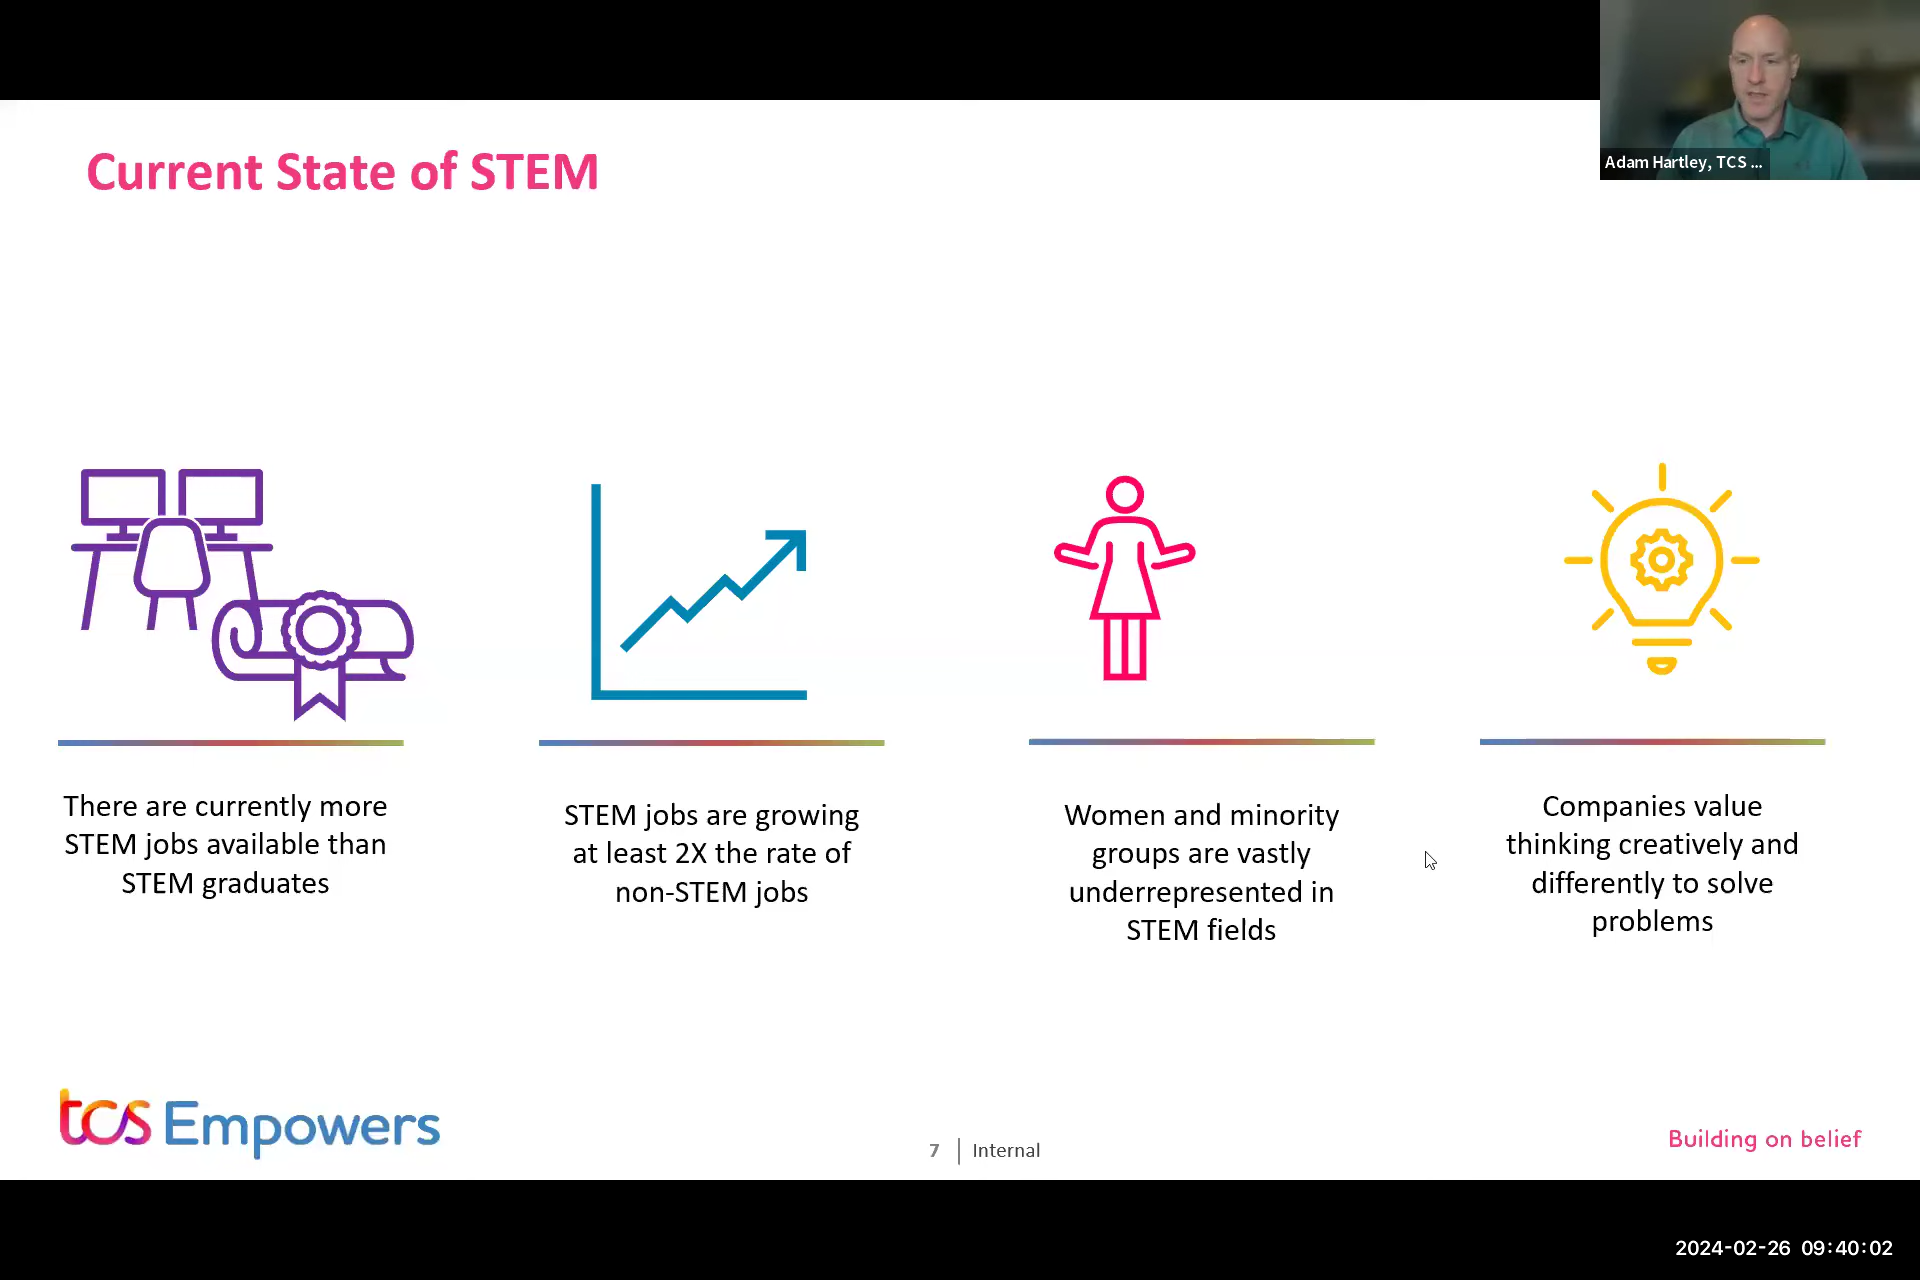 Adam Hartley, TCS ...
Current State of STEM
There are currently more
STEM jobs available than
STEM graduates
STEM jobs are growing
at least 2X the rate of
non-STEM jobs
Women and minority
groups are vastly
underrepresented in
STEM fields
Companies value
thinking creatively and
differently to solve
problems
tcs Empowers
7 | Internal
Building on belief
2024-02-26 09:40:02